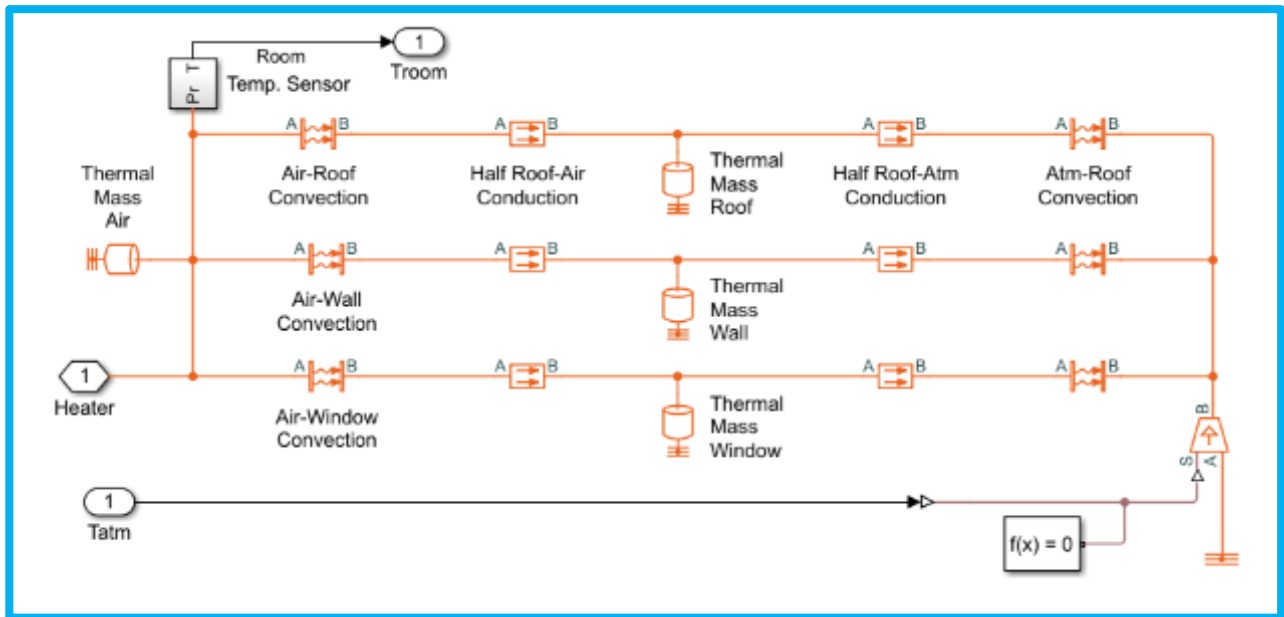 1
Troom
Pr T
Room
Temp. Sensor
A B
Air-Roof
Convection
A B
Half Roof-Air
Conduction
Thermal
Mass
Roof
A B
Half Roof-Atm
Conduction
A B
Atm-Roof
Convection
Thermal
Mass
Air
A B
Air-Wall
Convection
A B
Thermal
Mass
Wall
A B
A B
1
Heater
A B
Air-Window
Convection
A B
Thermal
Mass
Window
A B
A B
B
S
A
1
Tatm
f(x) = 0